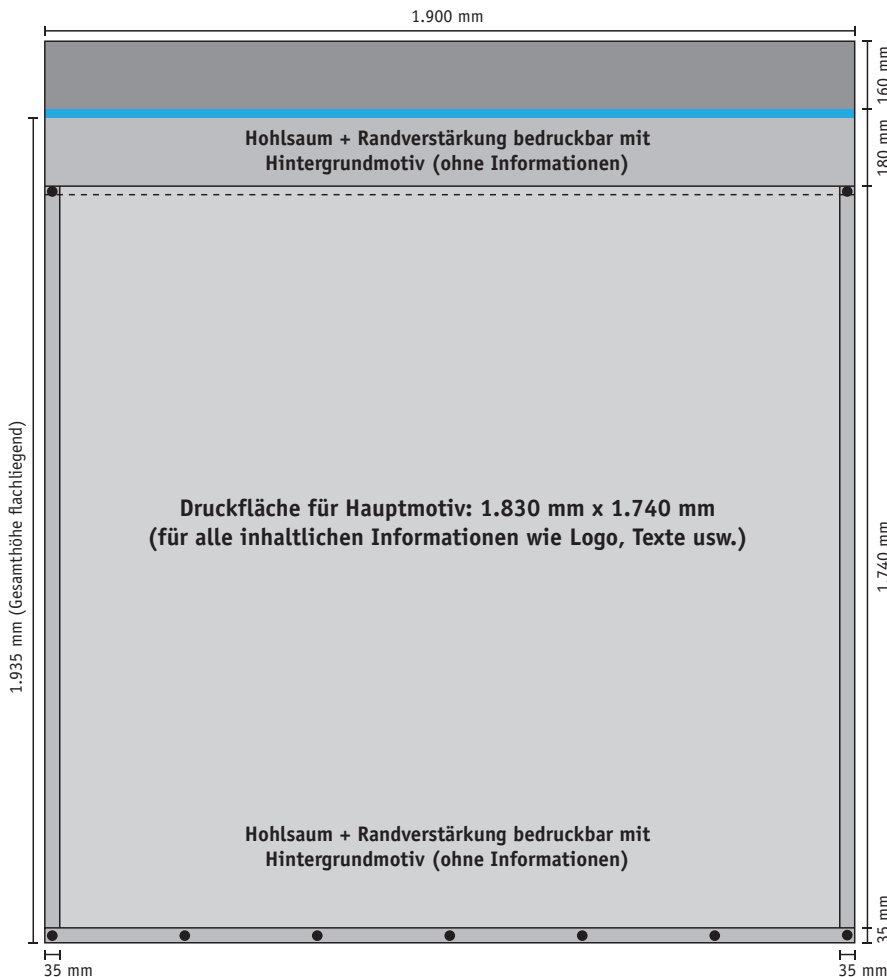 1.900 mm
160 mm
Hohlsaum + Randverstärkung bedruckbar mit
Hintergrundmotiv (ohne Informationen)
180 mm
Druckfläche für Hauptmotiv: 1.830 mm x 1.740 mm
(für alle inhaltlichen Informationen wie Logo, Texte usw.)
1.935 mm (Gesamthöhe flachliegend)
1.740 mm
Hohlsaum + Randverstärkung bedruckbar mit
Hintergrundmotiv (ohne Informationen)
35 mm
35 mm
35 mm